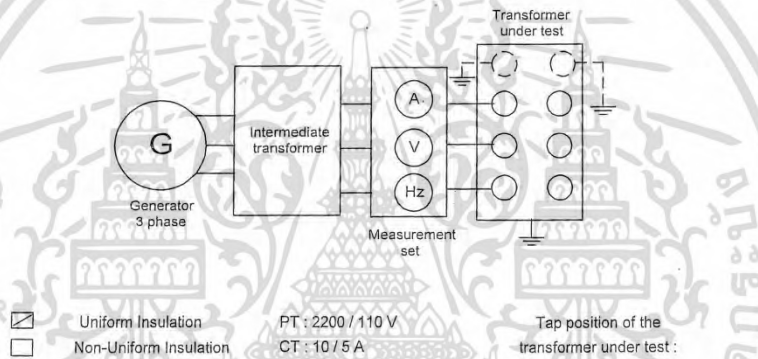 Transformer
under test
G
Intermediate
transformer
A
V
Hz
Generator
3 phase
Measurement
set
Uniform Insulation
PT : 2200 / 110 V
Tap position of the
Non-Uniform Insulation
CT : 10 / 5 A
transformer under test :